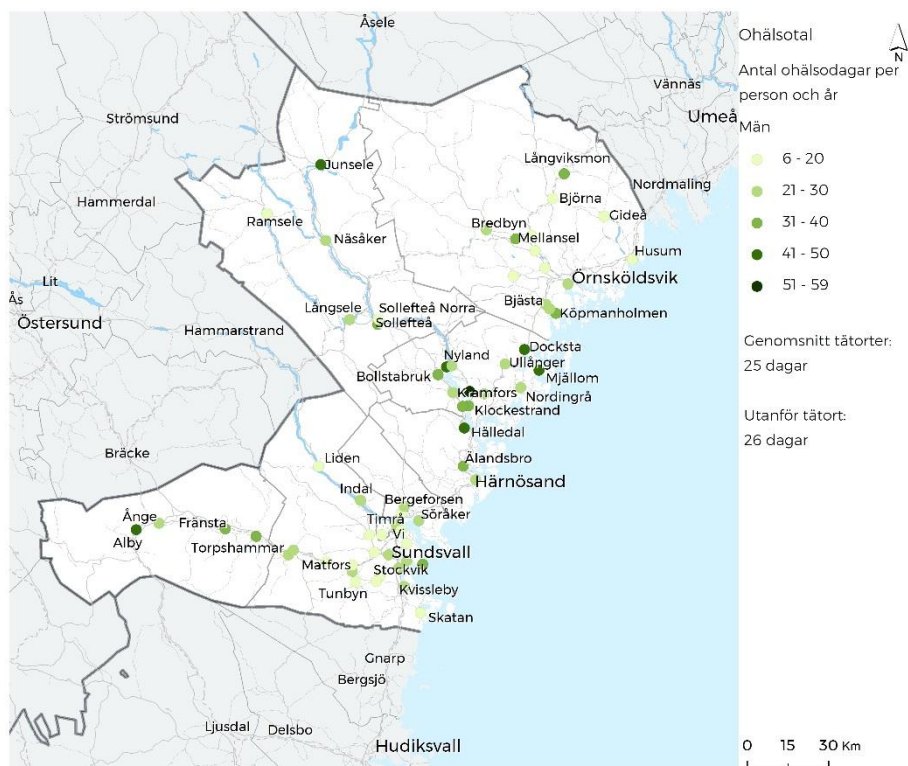 Åsele
Vännäs
Umeå
Strömsund
Långviksmon
Junsele
Nordmaling
Björna
Hammerdal
Gideå
Ramsele
Bredbyn
Mellansel
Näsåker
Husum
Lit
Örnsköldsvik
Ås
Bjästa
Långsele
Sollefteå Norra
Köpmanholmen
Östersund
Sollefteå
Hammarstrand
Docksta
Nyland
Ullånger
Bollstabruk
Mjällom
Kramfors
Nordingrå
Klockestrand
Hälledal
Bräcke
Liden
Älandsbro
Härnösand
Indal
Bergeforsen
Ånge
Fränsta
Timrå
Söråker
Alby
Vi
Torpshammar
Sundsvall
Matfors
Stockvik
Tunbyn
Kvissleby
Skatan
Gnarp
Bergsjö
Ljusdal
Delsbo
Hudiksvall
Ohälsotal
N
Antal ohälsodagar per
person och år
Män
6 - 20
21 - 30
31 - 40
41 - 50
51 - 59
Genomsnitt tätorter:
25 dagar
Utanför tätort:
26 dagar
0 15 30 Km